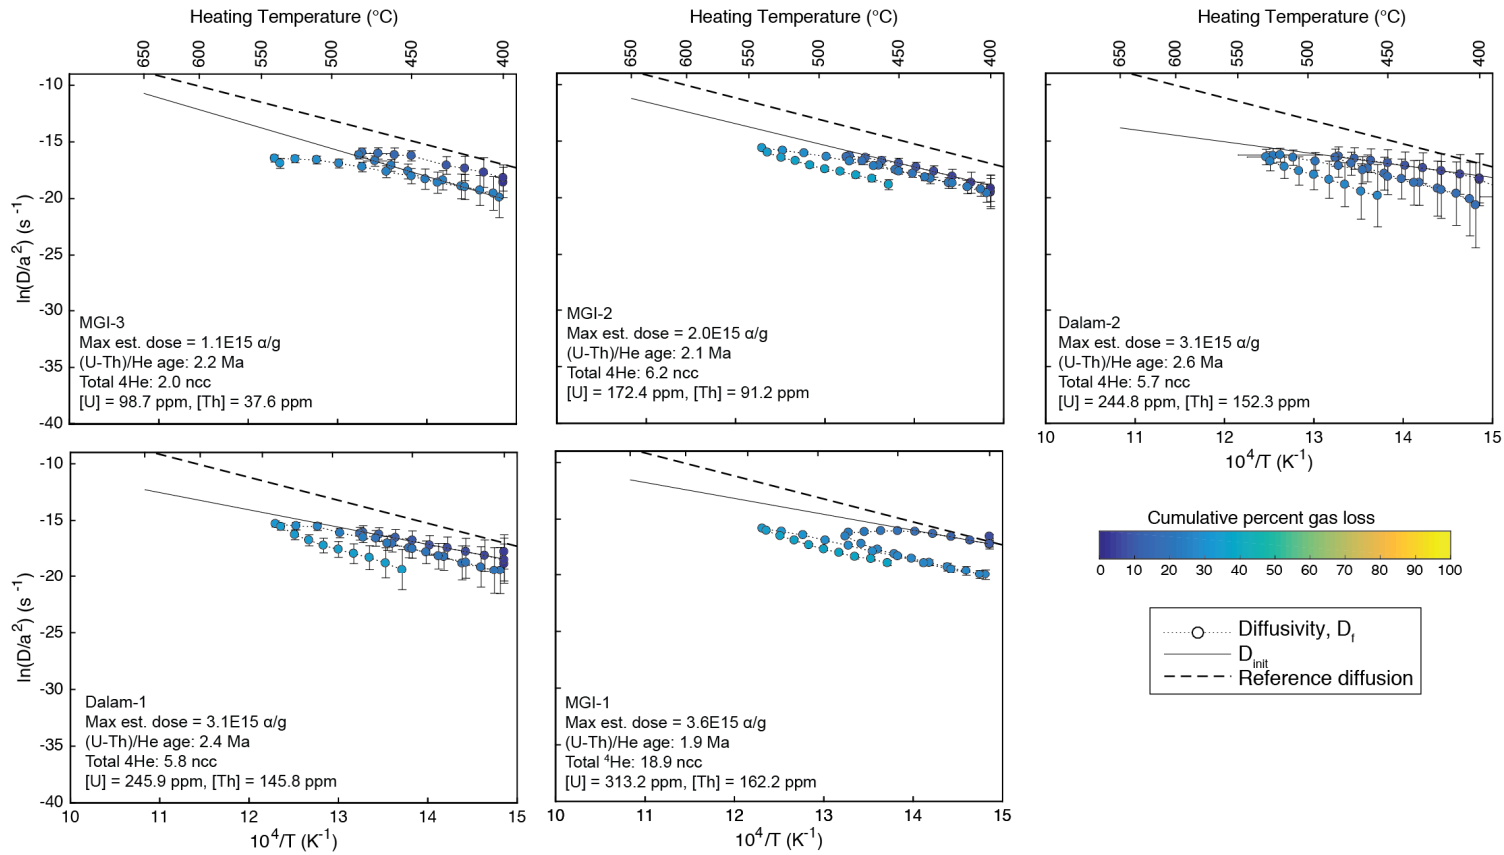 Heating Temperature (°C)
650 600 540 480 450 400
Heating Temperature (°C)
650 600 540 500 450 400
Heating Temperature (°C)
650 600 550 500 450 400
-10
-15
-20
-25
-30
-35
-40
ln(D/a²) (s⁻¹)
MGI-3
Max est. dose = 1.1E15 α/g
(U-Th)/He age: 2.2 Ma
Total 4He: 2.0 ncc
[U] = 98.7 ppm, [Th] = 37.6 ppm
MGI-2
Max est. dose = 2.0E15 α/g
(U-Th)/He age: 2.1 Ma
Total 4He: 6.2 ncc
[U] = 172.4 ppm, [Th] = 91.2 ppm
Dalam-2
Max est. dose = 3.1E15 α/g
(U-Th)/He age: 2.6 Ma
Total 4He: 5.7 ncc
[U] = 244.8 ppm, [Th] = 152.3 ppm
10 11 12 13 14 15
10⁴/T (K⁻¹)
-10
-15
-20
-25
-30
-35
-40
ln(D/a²) (s⁻¹)
Dalam-1
Max est. dose = 3.1E15 α/g
(U-Th)/He age: 2.4 Ma
Total 4He: 5.8 ncc
[U] = 245.9 ppm, [Th] = 145.8 ppm
10 11 12 13 14 15
10⁴/T (K⁻¹)
MGI-1
Max est. dose = 3.6E15 α/g
(U-Th)/He age: 1.9 Ma
Total ⁴He: 18.9 ncc
[U] = 313.2 ppm, [Th] = 162.2 ppm
10 11 12 13 14 15
10⁴/T (K⁻¹)
Cumulative percent gas loss
0 10 20 30 40 50 60 70 80 90 100
Diffusivity, D_f
D_init
Reference diffusion